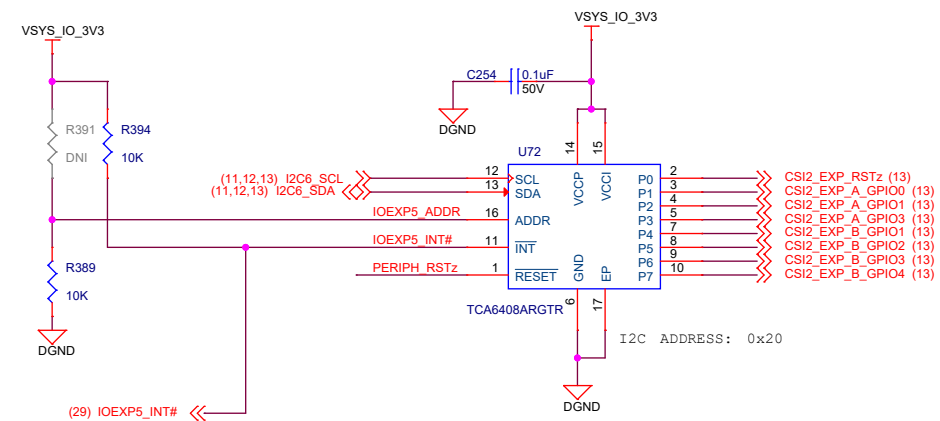 VSYS_IO_3V3
VSYS_IO_3V3
C254
0.1uF
50V
DGND
R391
DNI
R394
10K
14
15
U72
VCCP
VCCI
(11,12,13) I2C6_SCL
12
SCL
(11,12,13) I2C6_SDA
13
SDA
IOEXP5_ADDR
16
ADDR
IOEXP5_INT#
11
INT
PERIPH_RSTz
1
RESET
P0
2
CSI2_EXP_RSTz (13)
P1
3
CSI2_EXP_A_GPIO0 (13)
P2
4
CSI2_EXP_A_GPIO1 (13)
P3
5
CSI2_EXP_A_GPIO3 (13)
P4
7
CSI2_EXP_B_GPIO1 (13)
P5
8
CSI2_EXP_B_GPIO2 (13)
P6
9
CSI2_EXP_B_GPIO3 (13)
P7
10
CSI2_EXP_B_GPIO4 (13)
GND
EP
6
17
R389
10K
DGND
TCA6408ARGTR
I2C ADDRESS: 0x20
DGND
(29) IOEXP5_INT#